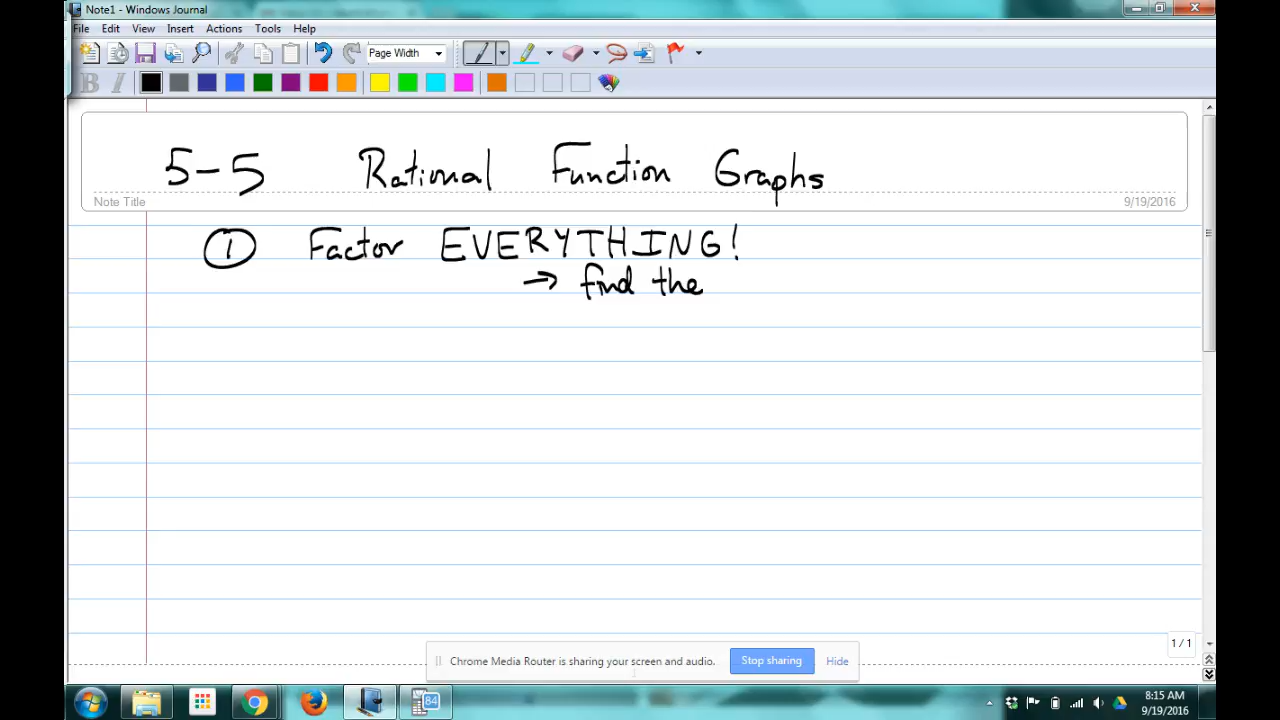 Note1 - Windows Journal
File Edit View Insert Actions Tools Help
Page Width
B I
5-5 Rational Function Graphs
Note Title 9/19/2016
① Factor EVERYTHING!
→ find the
1 / 1
Chrome Media Router is sharing your screen and audio. Stop sharing Hide
84
8:15 AM
9/19/2016